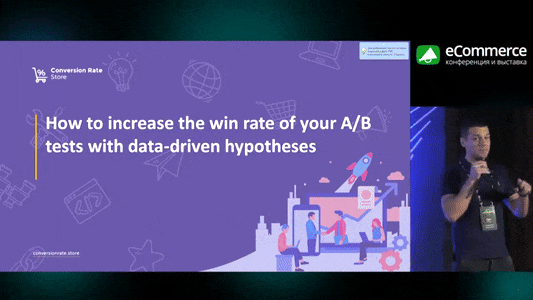 Conversion Rate
Store
How to increase the win rate of your A/B
tests with data-driven hypotheses
conversionrate.store
eCommerce
конференция и выставка